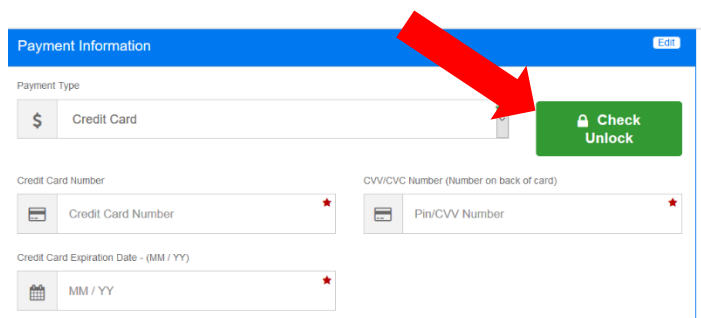 Payment Information
Edit
Payment Type
$ Credit Card
Check
Unlock
Credit Card Number
CVV/CVC Number (Number on back of card)
Credit Card Number
Pin/CVV Number
Credit Card Expiration Date - (MM / YY)
MM / YY